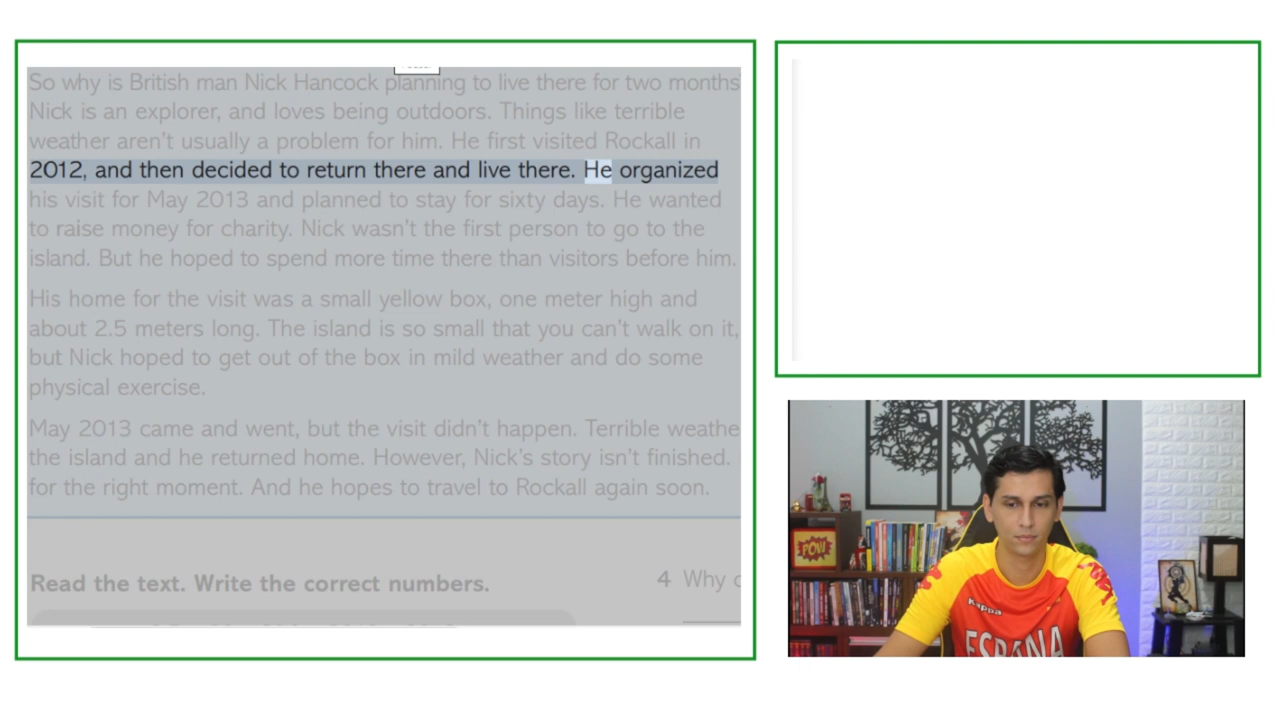 So why is British man Nick Hancock planning to live there for two months
Nick is an explorer, and loves being outdoors. Things like terrible
weather aren't usually a problem for him. He first visited Rockall in
2012, and then decided to return there and live there. He organized
his visit for May 2013 and planned to stay for sixty days. He wanted
to raise money for charity. Nick wasn't the first person to go to the
island. But he hoped to spend more time there than visitors before him.
His home for the visit was a small yellow box, one meter high and
about 2.5 meters long. The island is so small that you can't walk on it,
but Nick hoped to get out of the box in mild weather and do some
physical exercise.
May 2013 came and went, but the visit didn't happen. Terrible weathe
the island and he returned home. However, Nick's story isn't finished.
for the right moment. And he hopes to travel to Rockall again soon.
Read the text. Write the correct numbers.
4 Why
POW
Kappa
ESPANA